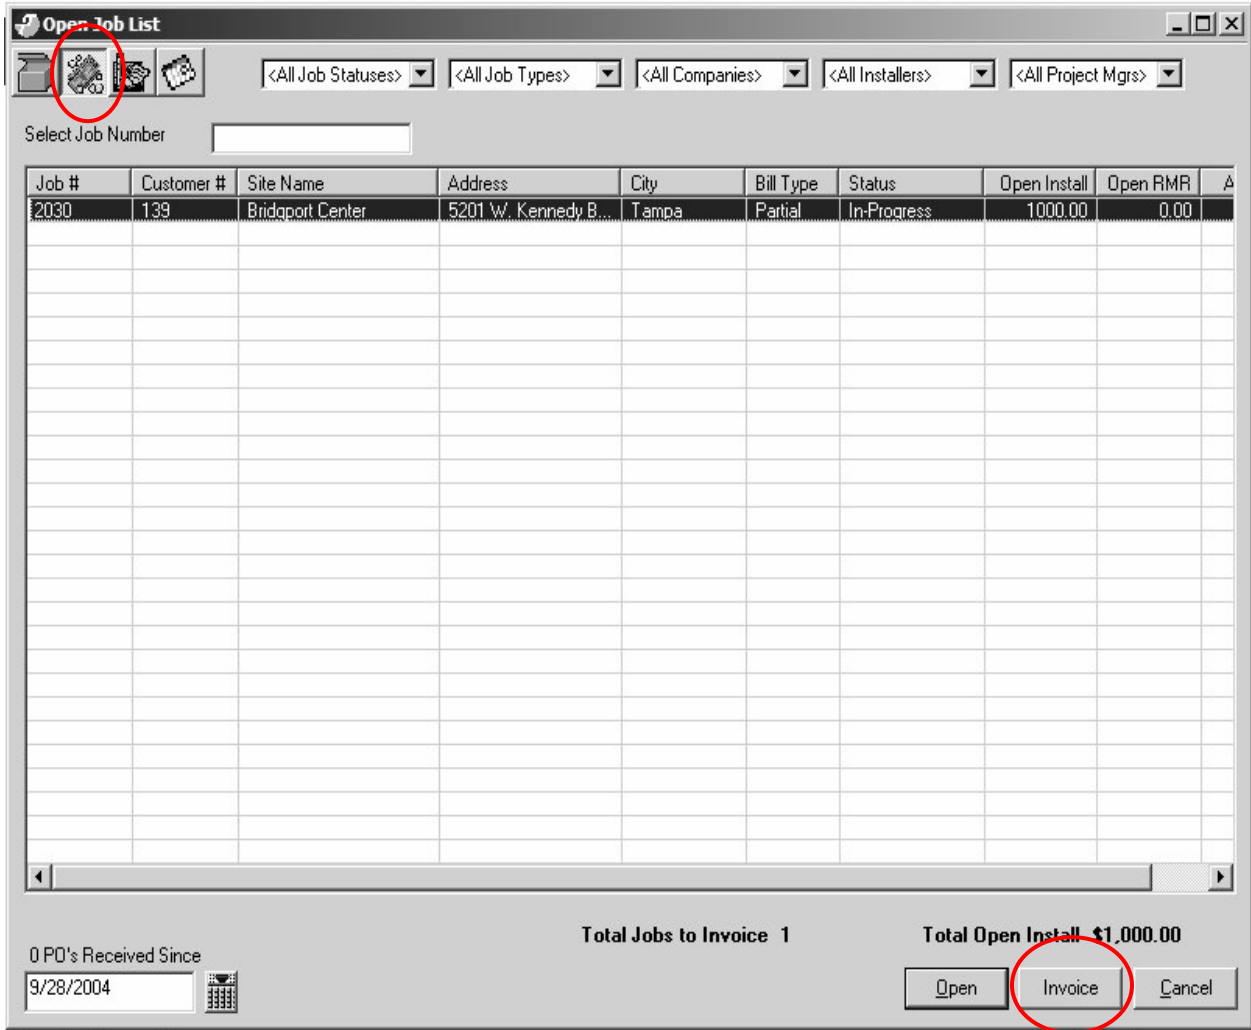 Open Job List
<All Job Statuses> <All Job Types> <All Companies> <All Installers> <All Project Mgrs>
Select Job Number
Job # Customer # Site Name Address City Bill Type Status Open Install Open RMR A
2030 139 Bridgport Center 5201 W. Kennedy B... Tampa Partial In-Progress 1000.00 0.00
Total Jobs to Invoice 1 Total Open Install $1,000.00
0 PO's Received Since
9/28/2004 Open Invoice Cancel